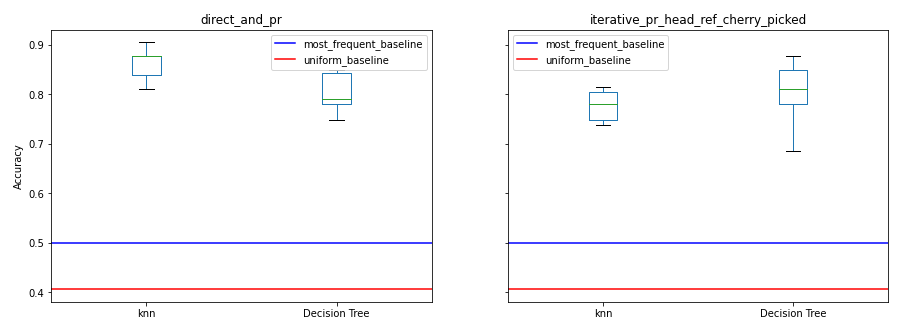 direct_and_pr
iterative_pr_head_ref_cherry_picked
Accuracy
0.9
0.8
0.7
0.6
0.5
0.4
most_frequent_baseline
uniform_baseline
most_frequent_baseline
uniform_baseline
knn
Decision Tree
knn
Decision Tree